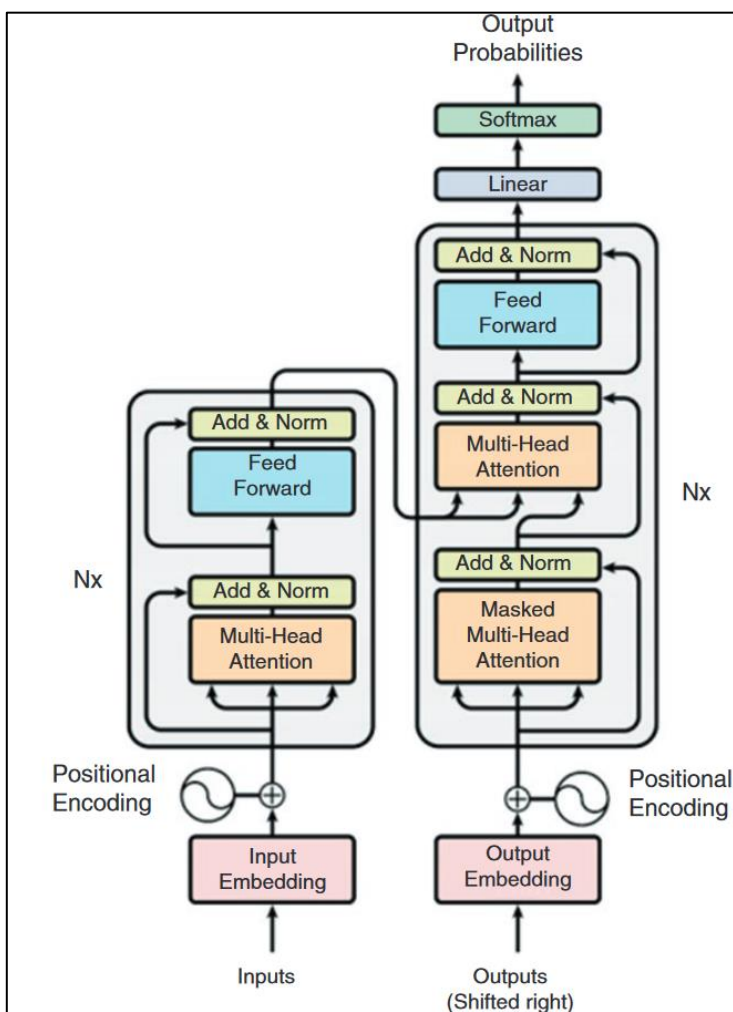 Output
Probabilities
Softmax
Linear
Add & Norm
Feed
Forward
Add & Norm
Multi-Head
Attention
Nx
Add & Norm
Masked
Multi-Head
Attention
Add & Norm
Feed
Forward
Nx
Add & Norm
Multi-Head
Attention
Positional
Encoding
Positional
Encoding
Input
Embedding
Output
Embedding
Inputs
Outputs
(Shifted right)